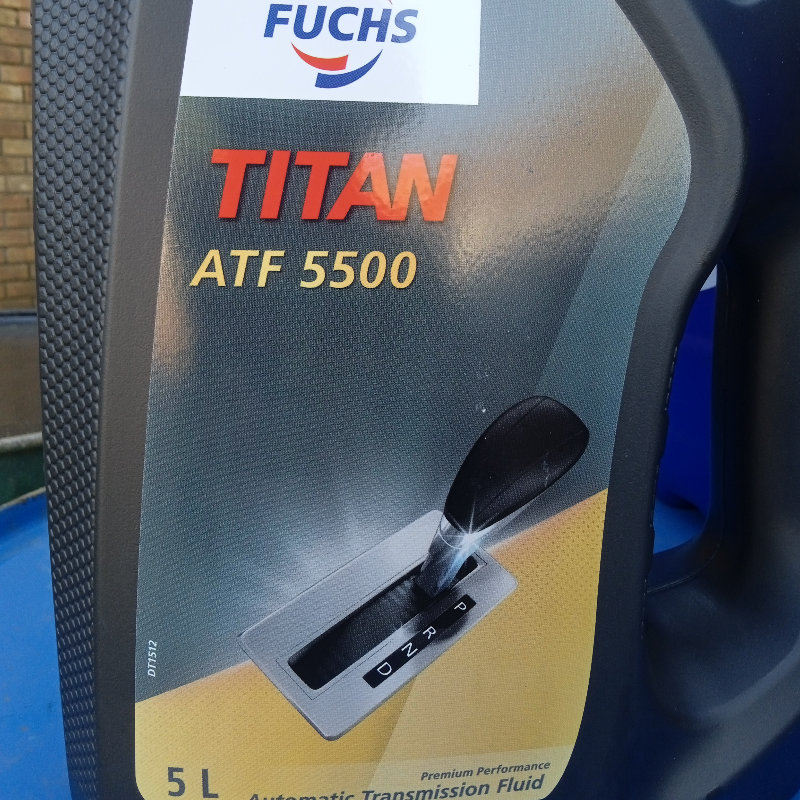 FUCHS
TITAN
ATF 5500
P
R
N
D
DT1512
Premium Performance
5 L Automatic Transmission Fluid